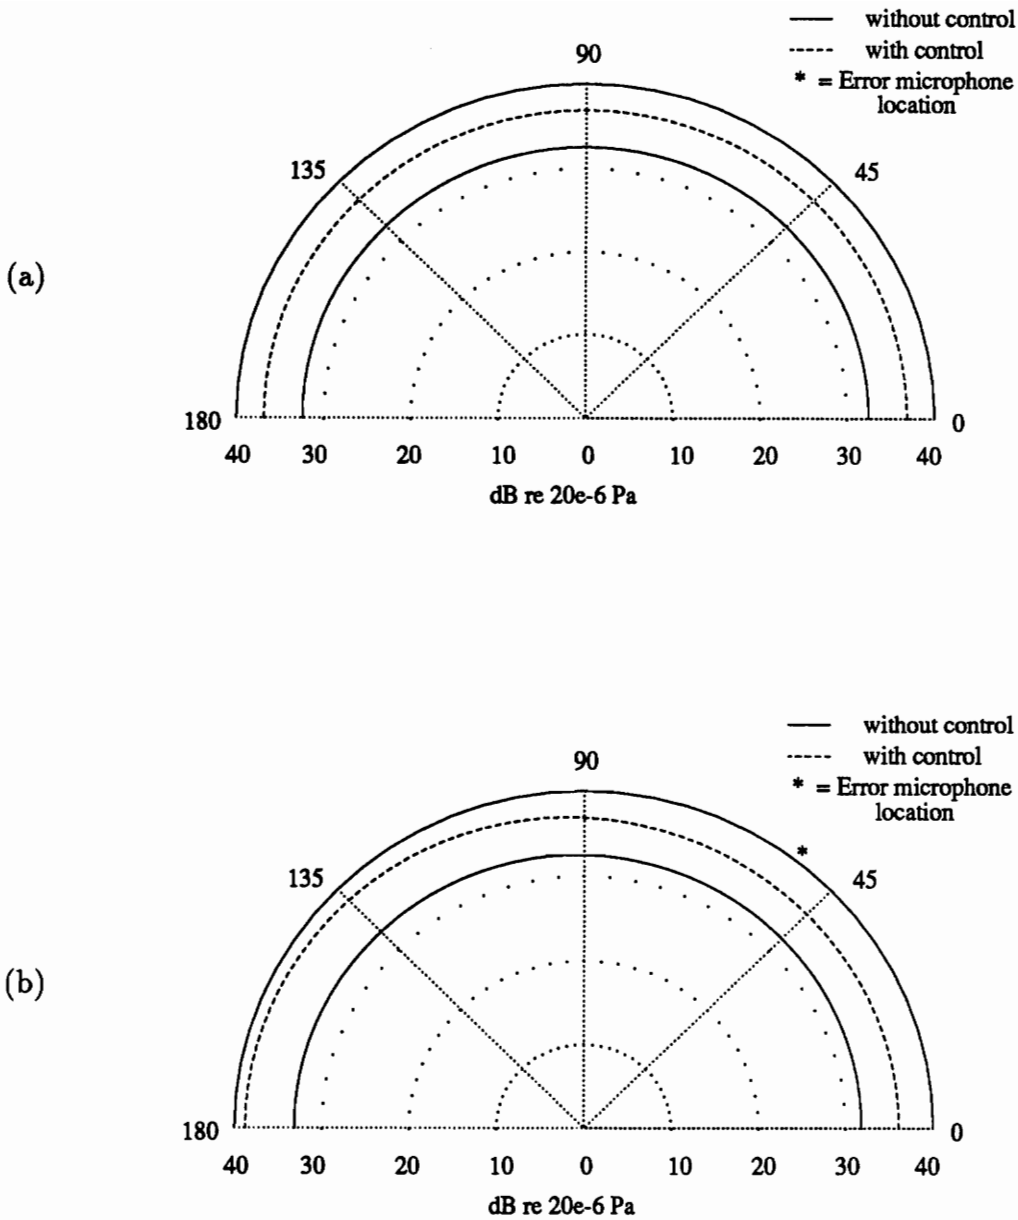 without control
with control
* = Error microphone
location
90
135
45
(a)
180
0
40 30 20 10 0 10 20 30 40
dB re 20e-6 Pa
without control
with control
* = Error microphone
location
90
*
135
45
(b)
180
0
40 30 20 10 0 10 20 30 40
dB re 20e-6 Pa